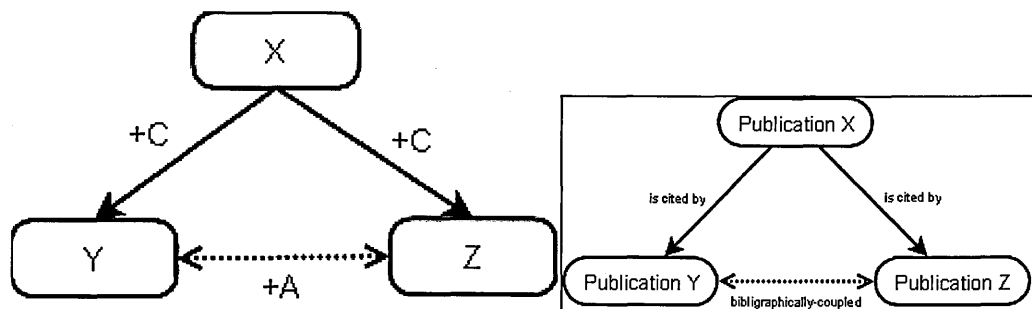 X
+C
+C
Y
Z
+A
Publication X
is cited by
is cited by
Publication Y
Publication Z
bibligraphically-coupled